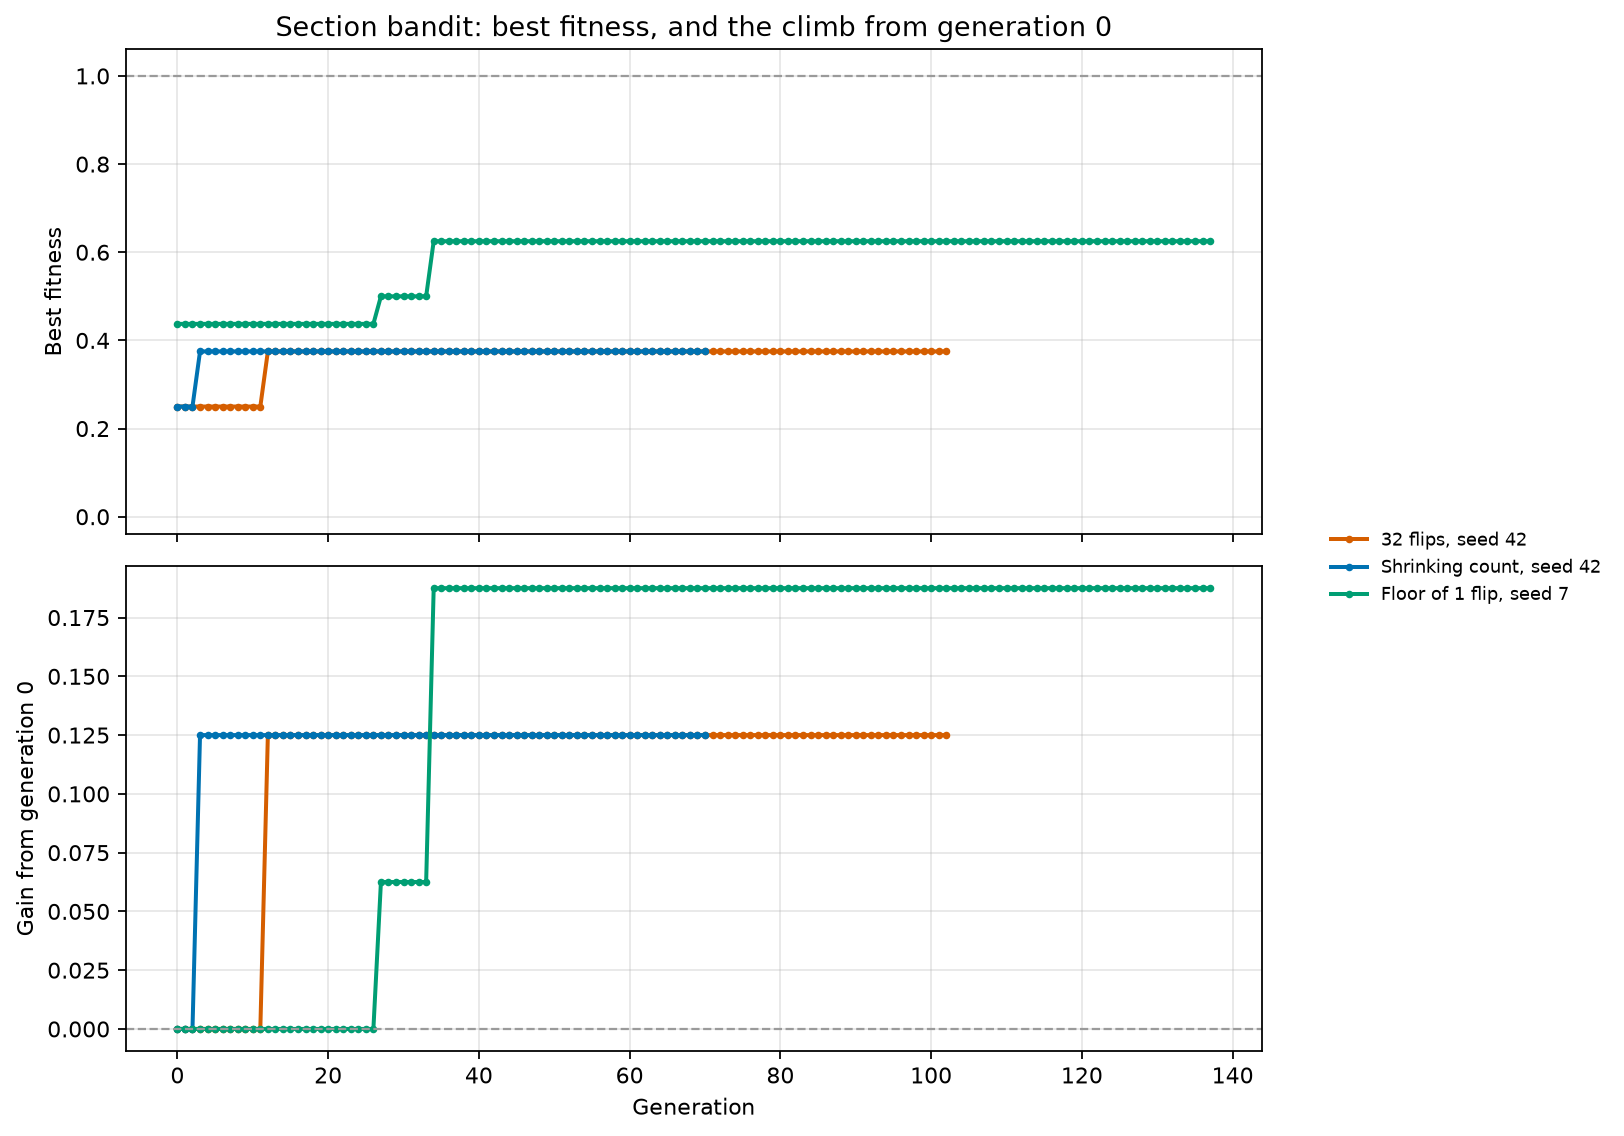 Section bandit: best fitness, and the climb from generation 0
Best fitness
1.0
0.8
0.6
0.4
0.2
0.0
32 flips, seed 42
Shrinking count, seed 42
Floor of 1 flip, seed 7
Gain from generation 0
0.175
0.150
0.125
0.100
0.075
0.050
0.025
0.000
0 20 40 60 80 100 120 140
Generation